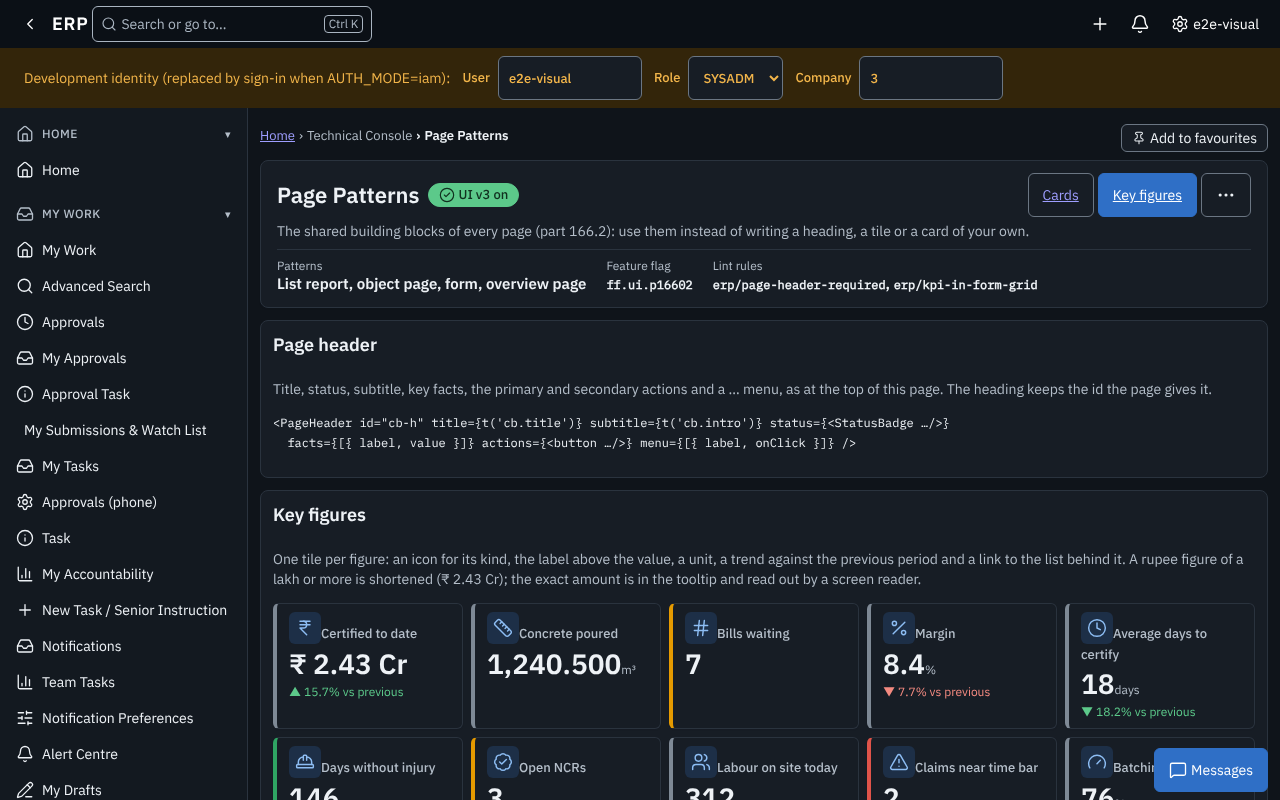 ERP
Search or go to...
Ctrl K
e2e-visual
Development identity (replaced by sign-in when AUTH_MODE=iam):
User
e2e-visual
Role
SYSADM
Company
3
HOME
Home
MY WORK
My Work
Advanced Search
Approvals
My Approvals
Approval Task
My Submissions & Watch List
My Tasks
Approvals (phone)
Task
My Accountability
New Task / Senior Instruction
Notifications
Team Tasks
Notification Preferences
Alert Centre
My Drafts
Home › Technical Console › Page Patterns
Add to favourites
Page Patterns
UI v3 on
Cards
Key figures
The shared building blocks of every page (part 166.2): use them instead of writing a heading, a tile or a card of your own.
Patterns
List report, object page, form, overview page
Feature flag
ff.ui.p16602
Lint rules
erp/page-header-required, erp/kpi-in-form-grid
Page header
Title, status, subtitle, key facts, the primary and secondary actions and a … menu, as at the top of this page. The heading keeps the id the page gives it.
<PageHeader id="cb-h" title={t('cb.title')} subtitle={t('cb.intro')} status={<StatusBadge …/>}
facts={[{ label, value }]} actions={<button …/>} menu={[{ label, onClick }]} />
Key figures
One tile per figure: an icon for its kind, the label above the value, a unit, a trend against the previous period and a link to the list behind it. A rupee figure of a
lakh or more is shortened (₹ 2.43 Cr); the exact amount is in the tooltip and read out by a screen reader.
Certified to date
₹ 2.43 Cr
▲ 15.7% vs previous
Concrete poured
1,240.500 m³
Bills waiting
7
Margin
8.4%
▼ 7.7% vs previous
Average days to
certify
18 days
▼ 18.2% vs previous
Days without injury
146
Open NCRs
3
Labour on site today
312
Claims near time bar
2
76
Messages